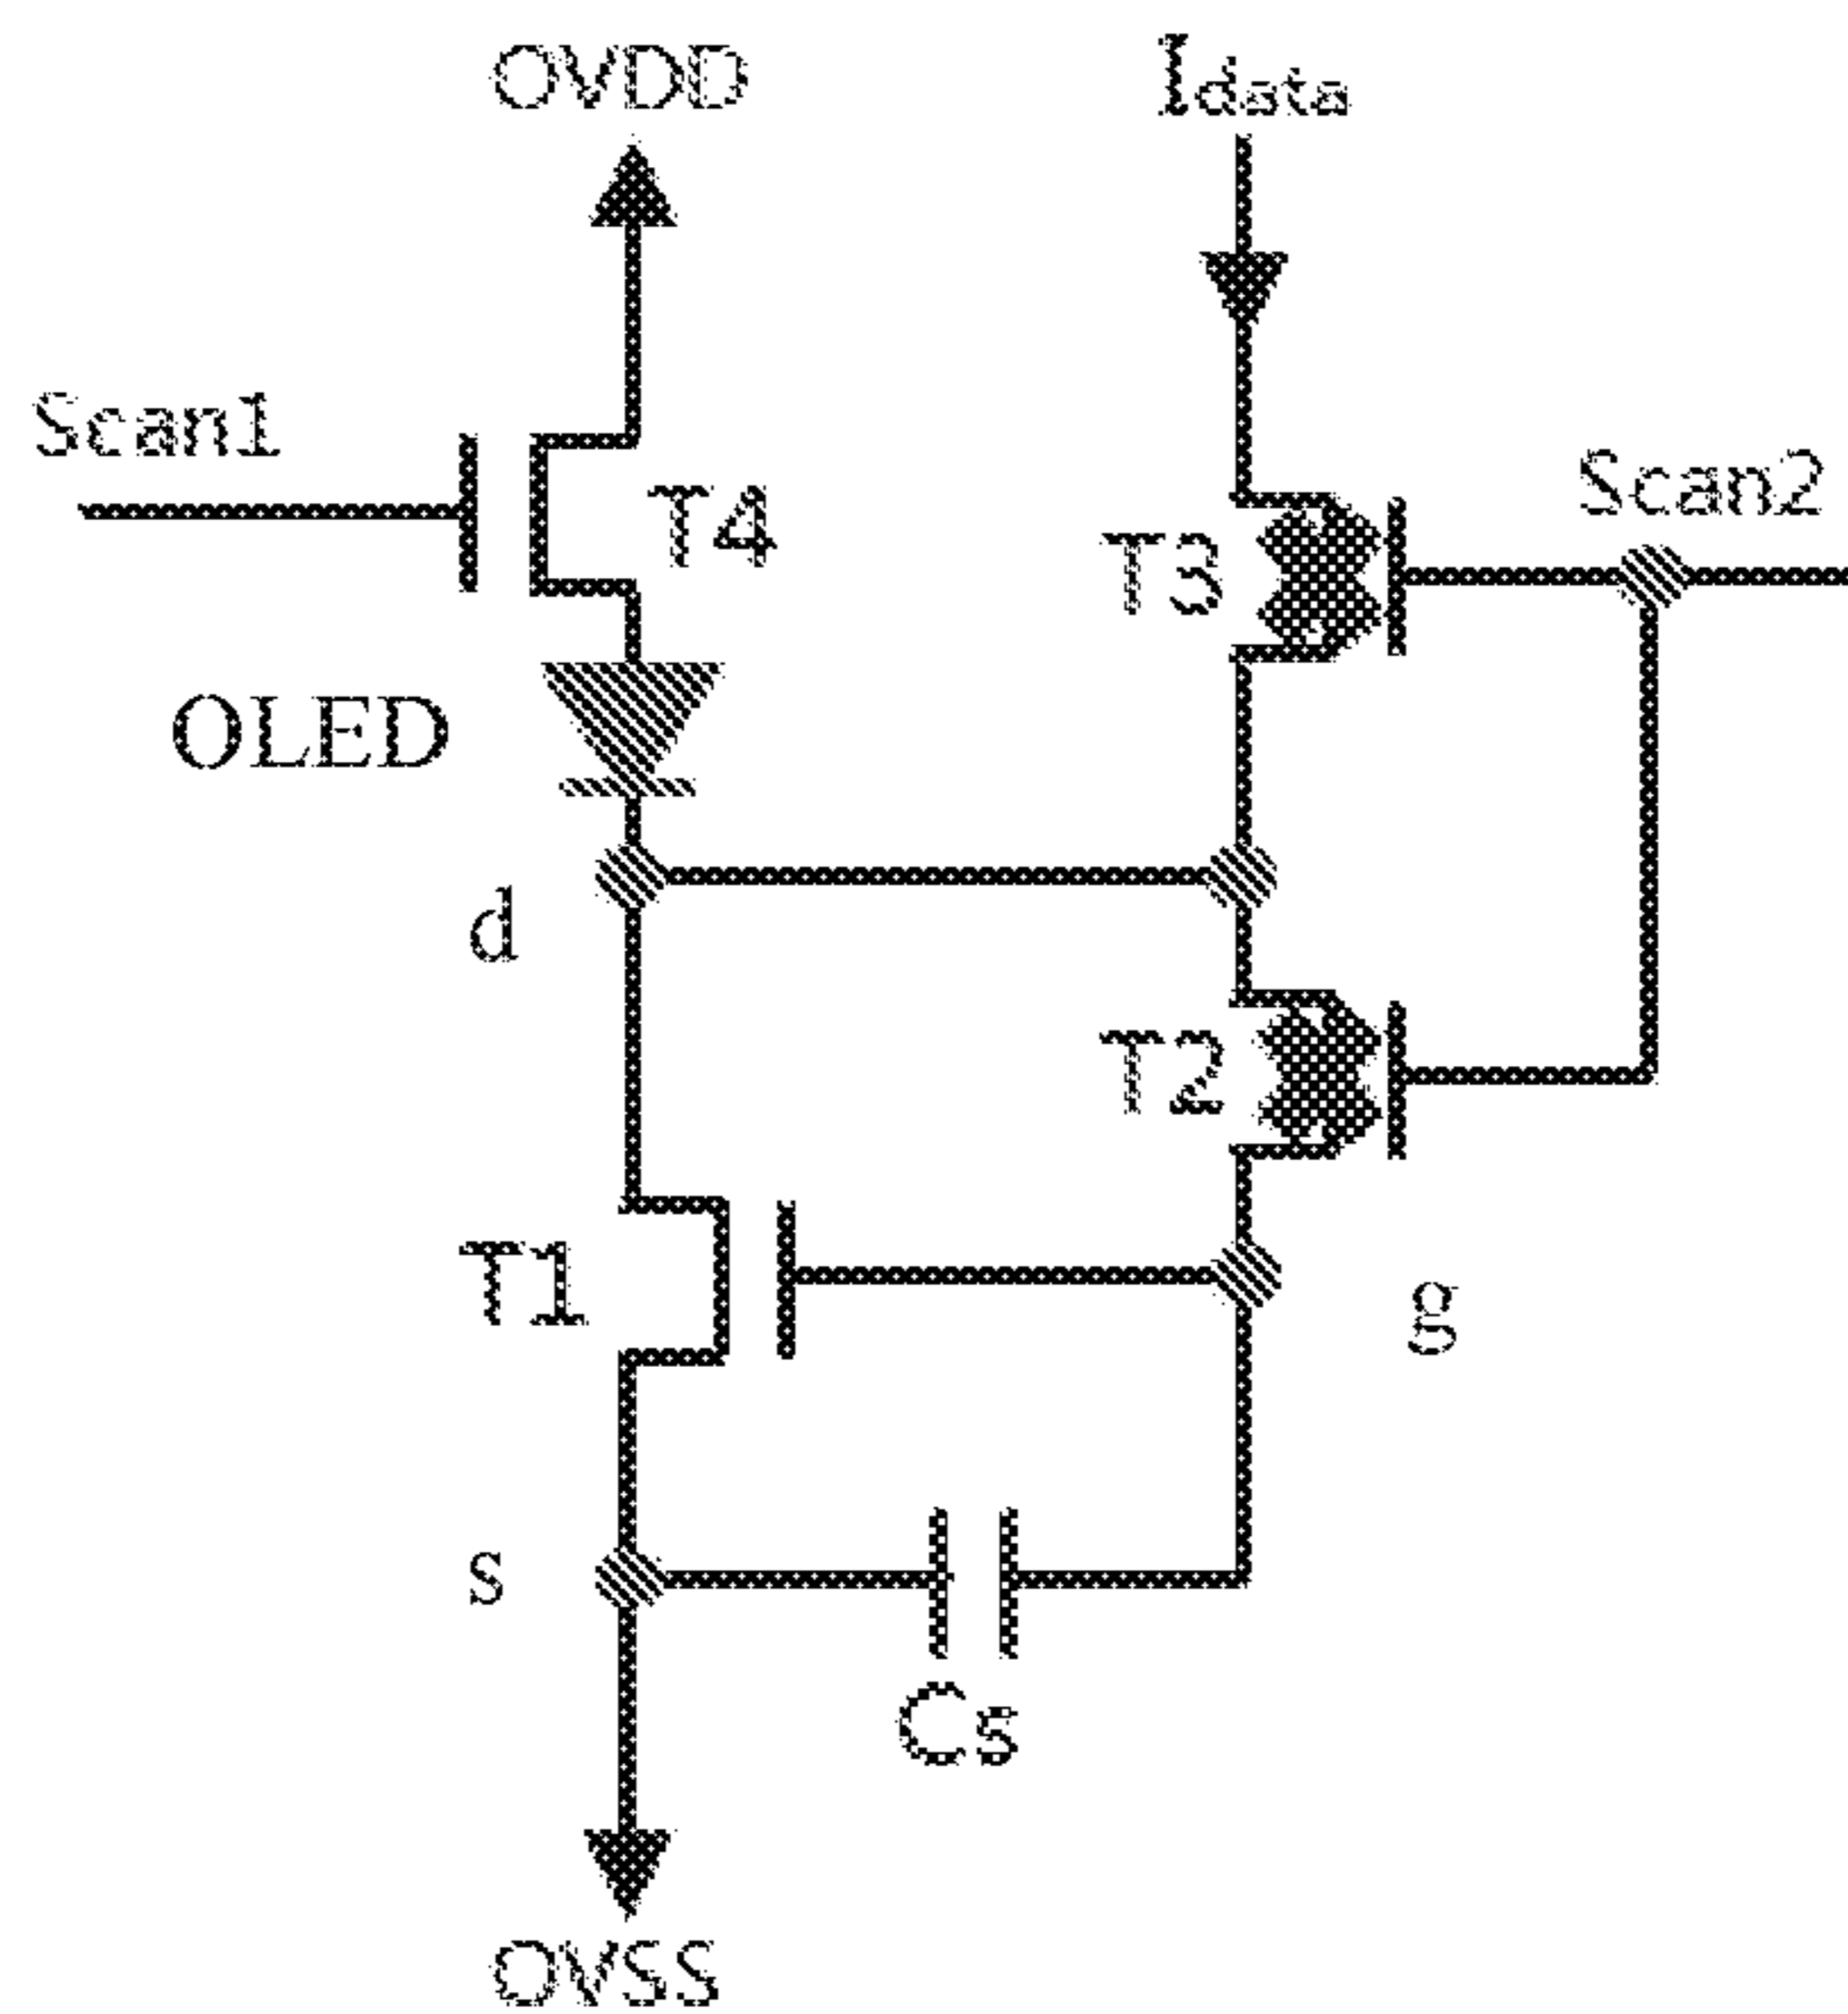 OVDD
Idata
Scan1
T4
T3
Scan2
OLED
d
T2
T1
g
s
Cs
OVSS